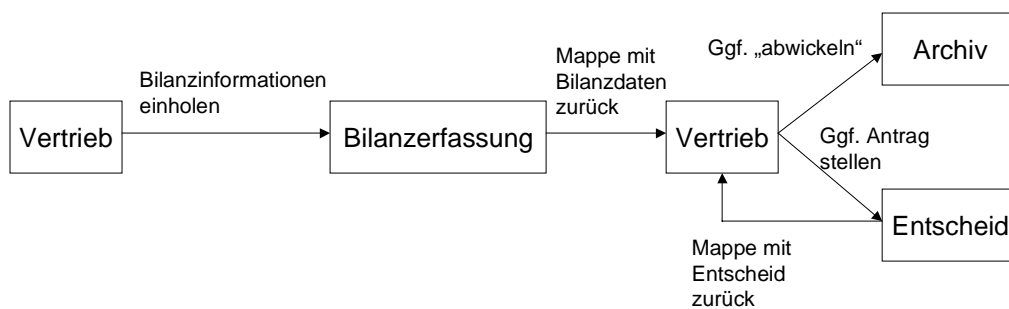 Vertrieb
Bilanzinformationen
einholen
Bilanzerfassung
Mappe mit
Bilanzdaten
zurück
Vertrieb
Ggf. „abwickeln“
Archiv
Ggf. Antrag
stellen
Entscheid
Mappe mit
Entscheid
zurück